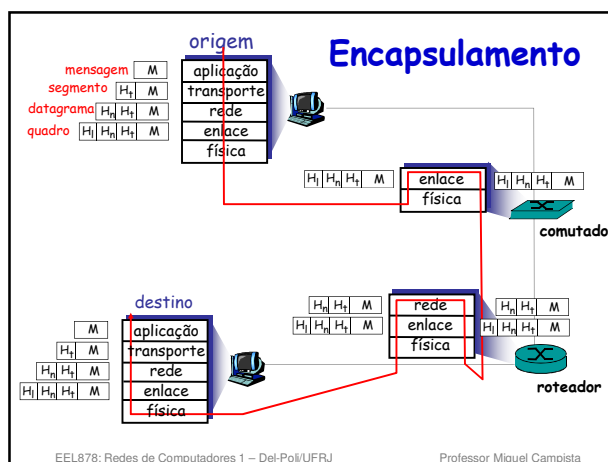 Encapsulamento
origem
mensagem M aplicação
segmento Ht M transporte
datagrama Hn Ht M rede
quadro Hl Hn Ht M enlace
física
Hl Hn Ht M enlace Hl Hn Ht M
física
comutado
destino
M aplicação
Ht M transporte
Hn Ht M rede
Hl Hn Ht M enlace
física
Hn Ht M rede Hn Ht M
Hl Hn Ht M enlace Hl Hn Ht M
física
roteador
EEL878: Redes de Computadores 1 – Del-Poli/UFRJ
Professor Miguel Campista